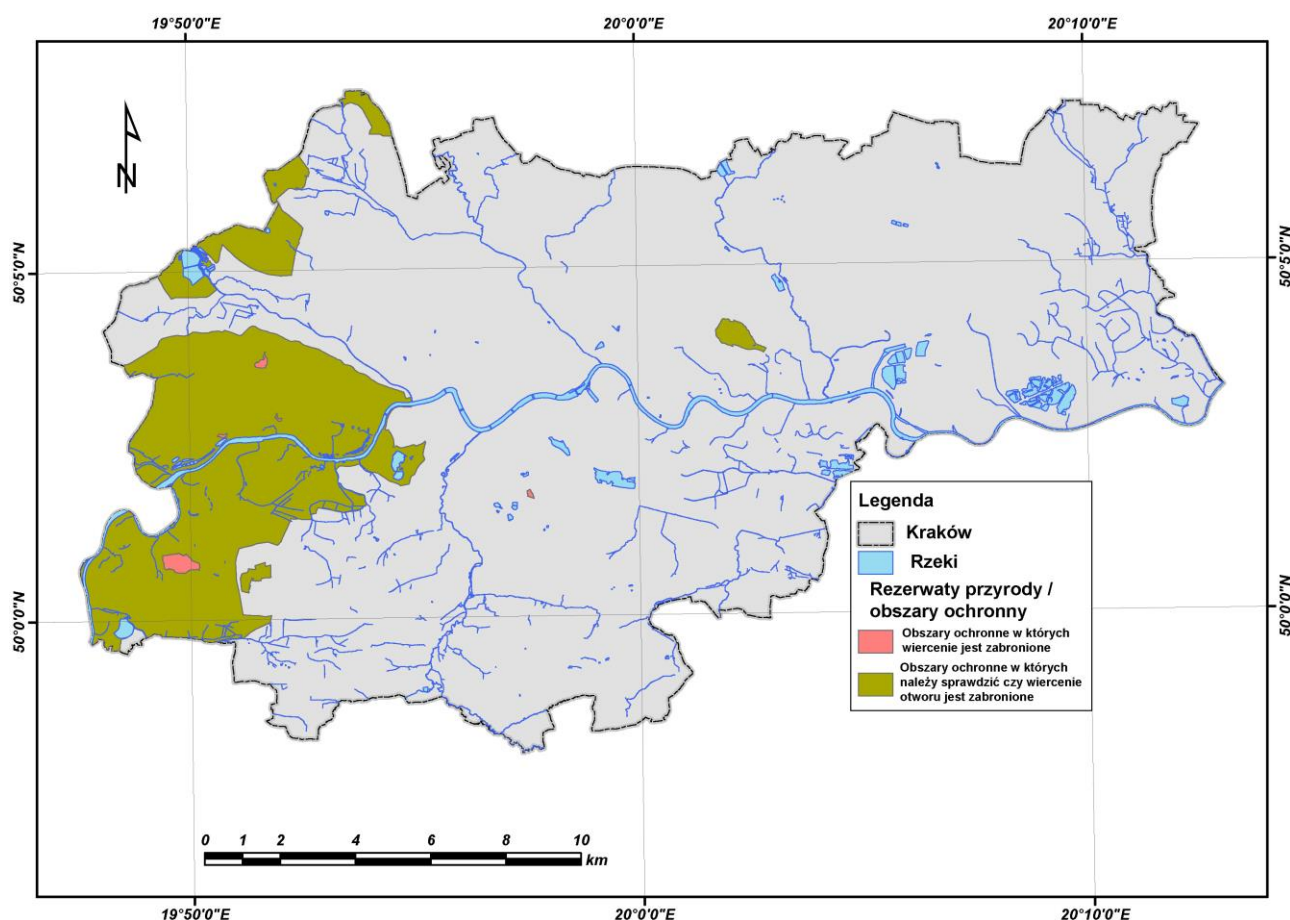 19°50'0"E
20°0'0"E
20°10'0"E
50°5'0"N
50°5'0"N
50°0'0"N
50°0'0"N
N
Legenda
Kraków
Rzeki
Rezerwaty przyrody /
obszary ochronny
Obszary ochronne w których
wiercenie jest zabronione
Obszary ochronne w których
należy sprawdzić czy wiercenie
otworu jest zabronione
0 1 2 4 6 8 10
km
19°50'0"E
20°0'0"E
20°10'0"E